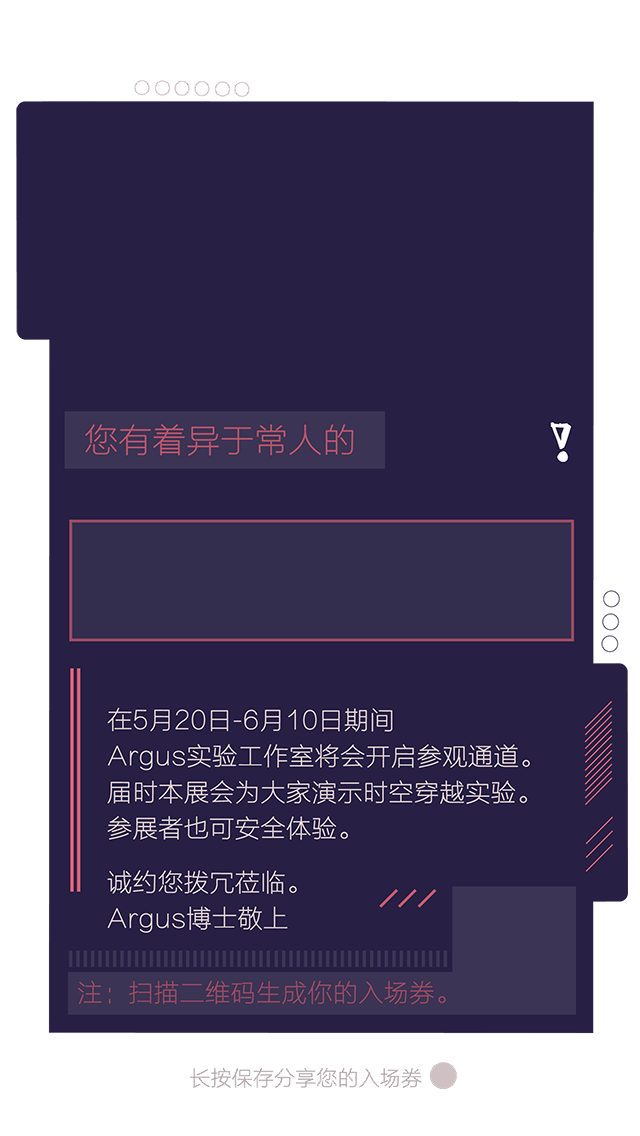 您有着异于常人的
!
在5月20日-6月10日期间
Argus实验工作室将会开启参观通道。
届时本展会为大家演示时空穿越实验。
参展者也可安全体验。
诚约您拨冗莅临。
Argus博士敬上
注：扫描二维码生成你的入场券。
长按保存分享您的入场券